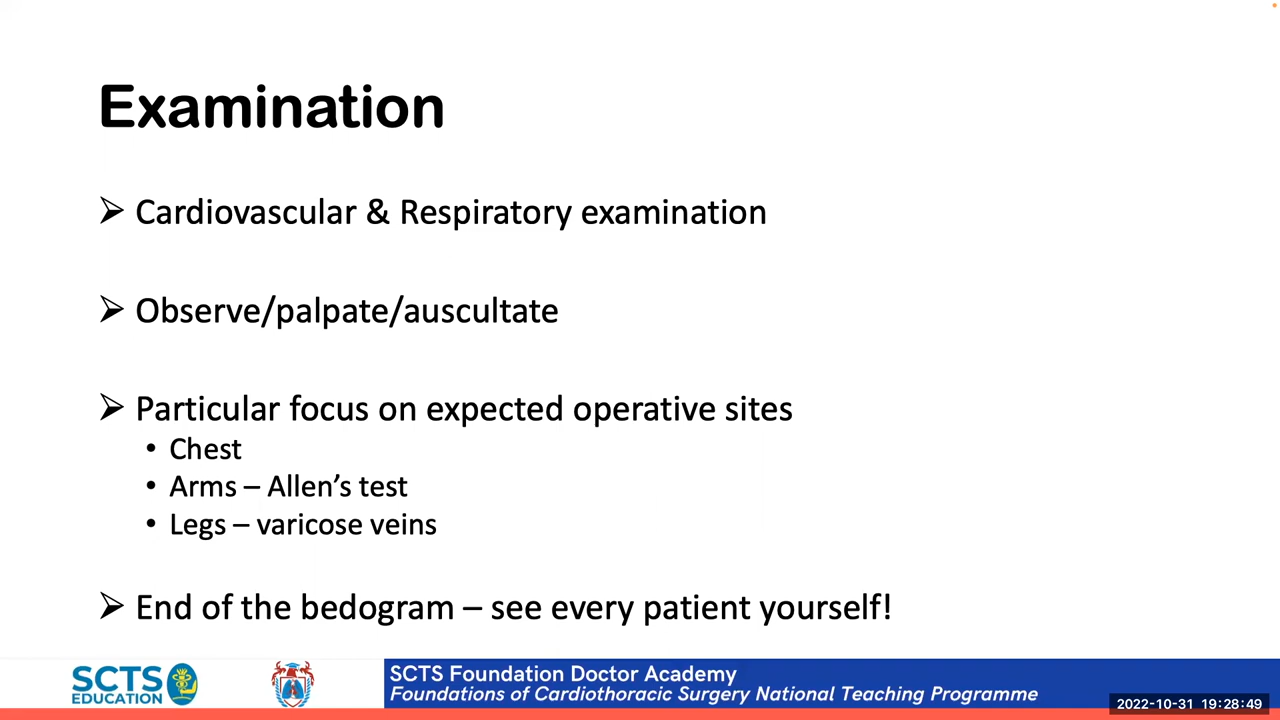 Examination
➢ Cardiovascular & Respiratory examination
➢ Observe/palpate/auscultate
➢ Particular focus on expected operative sites
• Chest
• Arms – Allen’s test
• Legs – varicose veins
➢ End of the bedogram – see every patient yourself!
SCTS
EDUCATION
SCTS Foundation Doctor Academy
Foundations of Cardiothoracic Surgery National Teaching Programme
2022-10-31 19:28:49